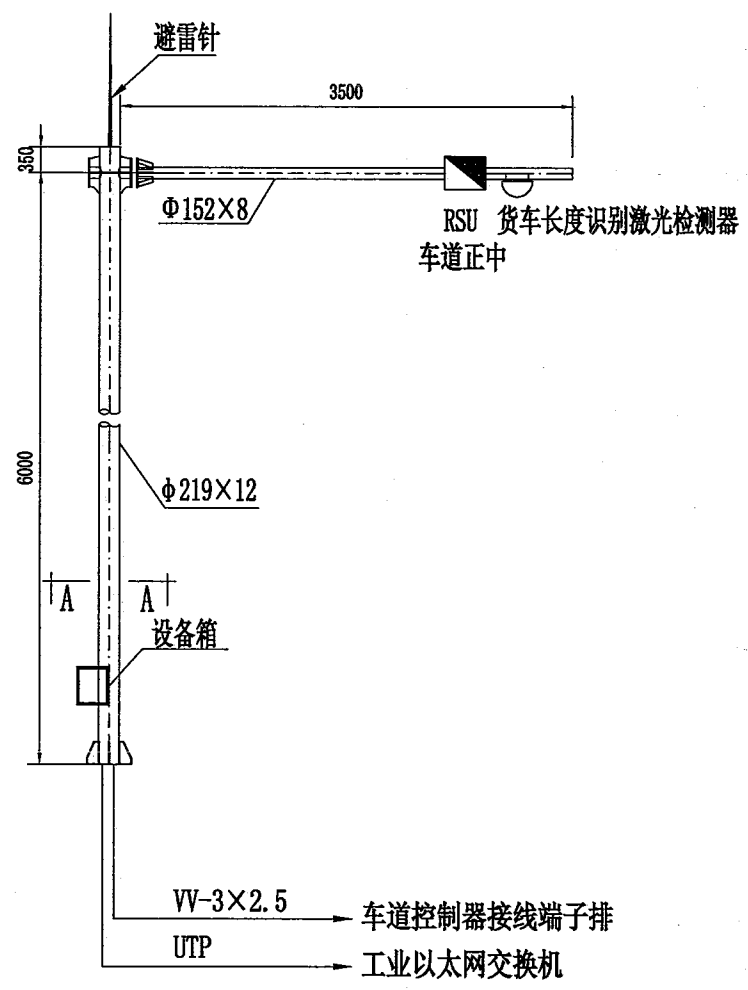 避雷针
3500
350
Φ152×8
RSU 货车长度识别激光检测器
车道正中
6000
ϕ219×12
A A
设备箱
VV-3×2.5
车道控制器接线端子排
UTP
工业以太网交换机